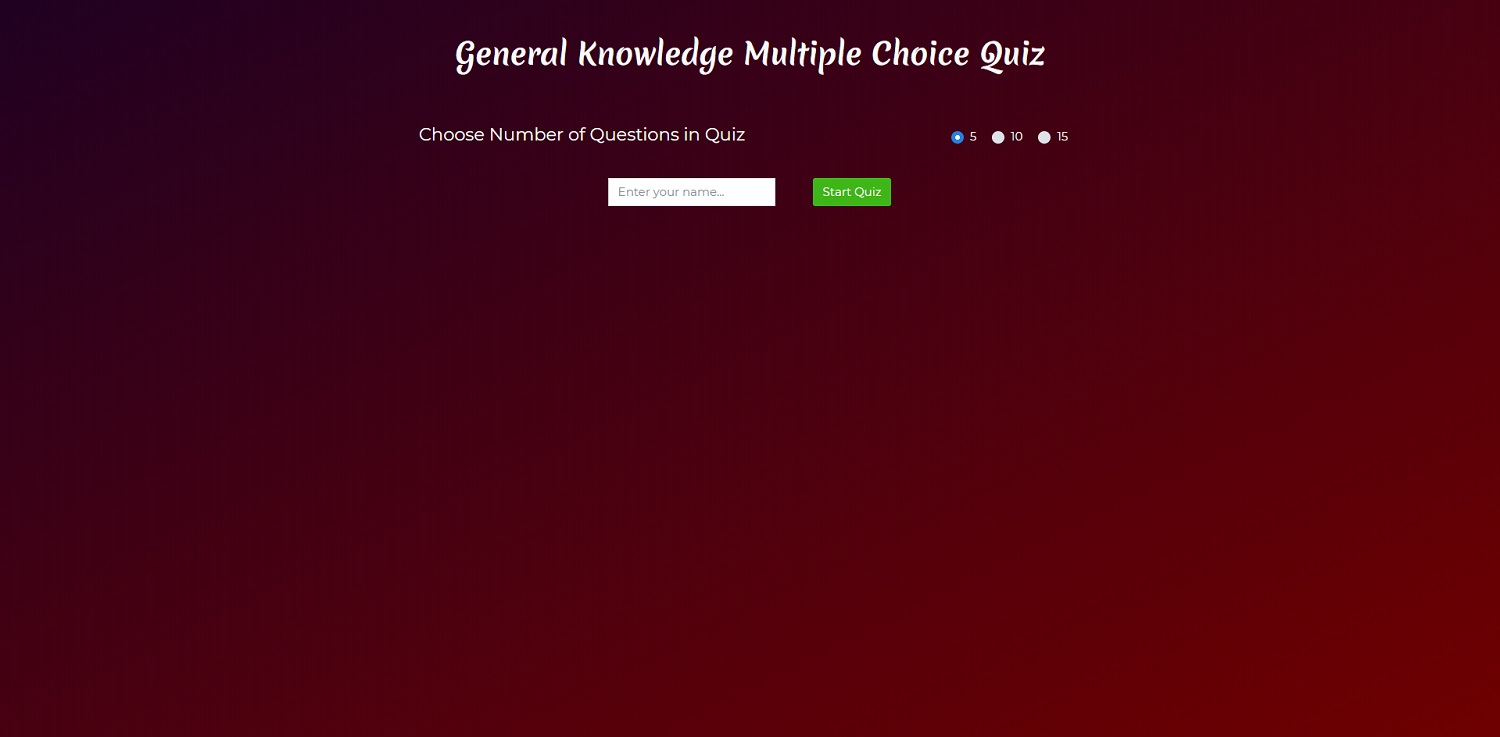 General Knowledge Multiple Choice Quiz
Choose Number of Questions in Quiz 5 10 15
Enter your name... Start Quiz